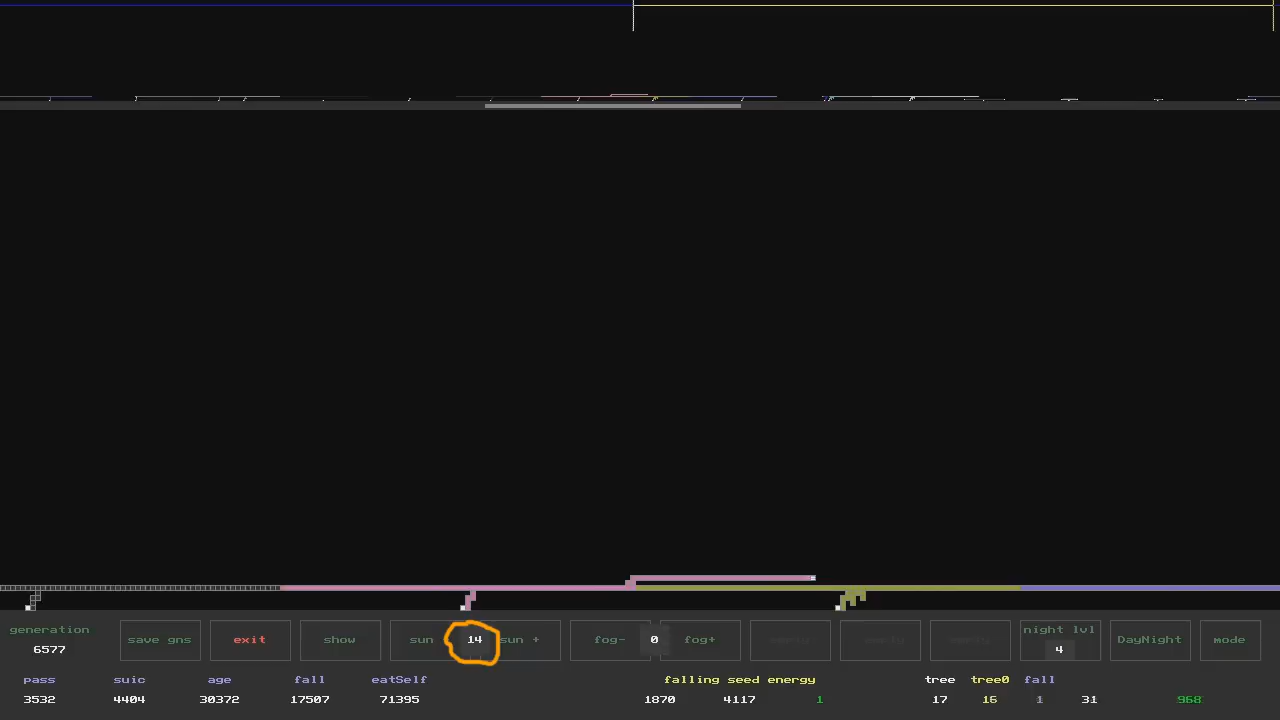 generation save gns exit show sun 14 sun + fog- 0 fog+ night lvl DayNight mode
6577 4
pass suic age fall eatSelf falling seed energy tree tree0 fall
3532 4404 30372 17507 71395 1870 4117 1 17 16 1 31 968